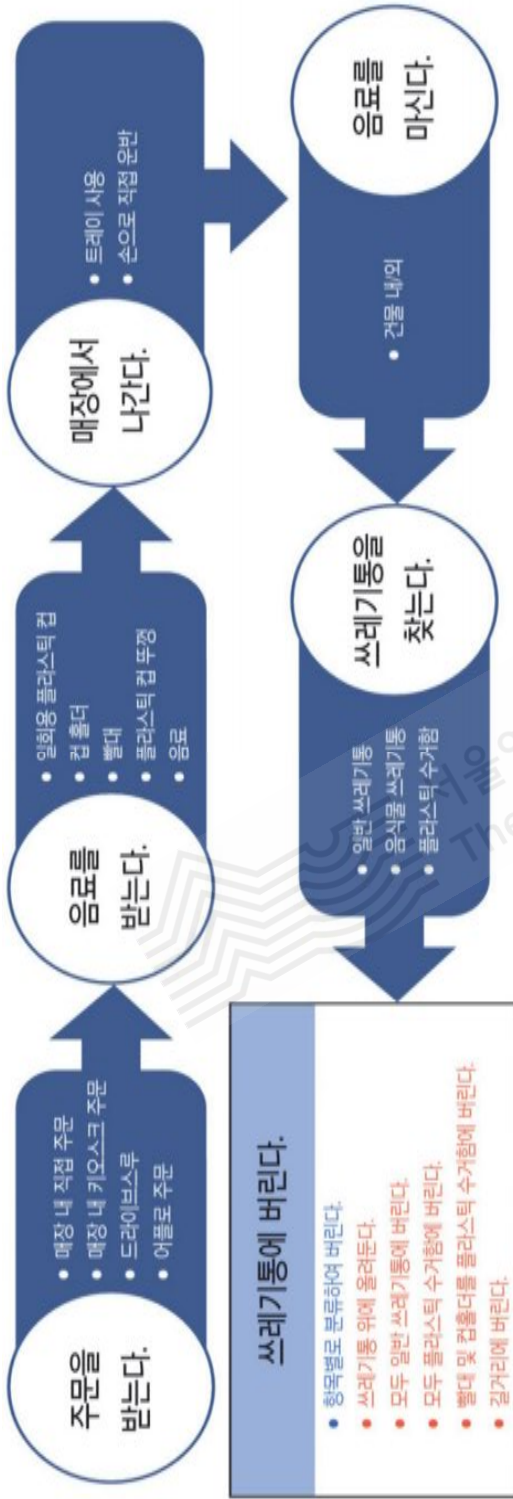 주문을
받는다.
• 매장 내 직접 주문
• 매장 내 키오스크 주문
• 드라이브스루
• 어플로 주문
음료를
받는다.
• 일회용 플라스틱 컵
• 컵 홀더
• 빨대
• 플라스틱 컵 뚜껑
• 음료
매장에서
나간다.
• 트레이 사용
• 손으로 직접 운반
음료를
마신다.
• 건물 내/외
쓰레기통을
찾는다.
• 일반 쓰레기통
• 음식물 쓰레기통
• 플라스틱 수거함
쓰레기통에 버린다.
• 항목별로 분류하여 버린다.
• 쓰레기통 위에 올려둔다.
• 모두 일반 쓰레기통에 버린다.
• 모두 플라스틱 수거함에 버린다.
• 빨대 및 컵홀더를 플라스틱 수거함에 버린다.
• 길거리에 버린다.
서울연
The